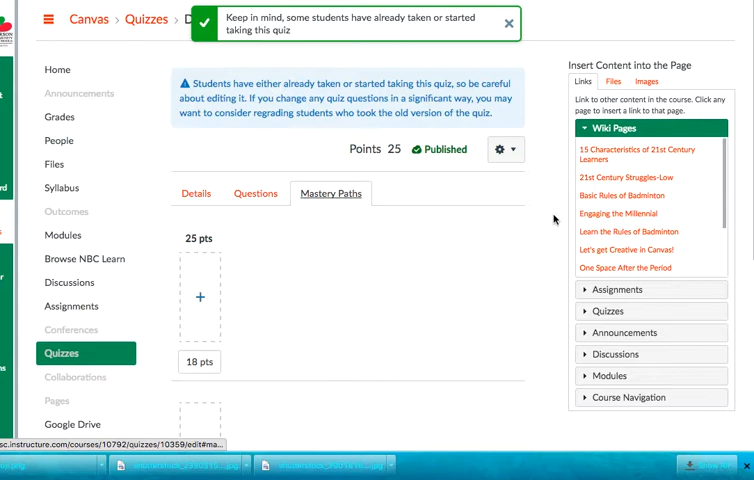 Canvas > Quizzes >
Keep in mind, some students have already taken or started
taking this quiz
Home
Announcements
Grades
People
Files
Syllabus
Outcomes
Modules
Browse NBC Learn
Discussions
Assignments
Conferences
Quizzes
Collaborations
Pages
Google Drive
Students have either already taken or started taking this quiz, so be careful
about editing it. If you change any quiz questions in a significant way, you may
want to consider regrading students who took the old version of the quiz.
Points 25 Published
Details Questions Mastery Paths
25 pts
+
18 pts
Insert Content into the Page
Links Files Images
Link to other content in the course. Click any
page to insert a link to that page.
Wiki Pages
15 Characteristics of 21st Century
Learners
21st Century Struggles-Low
Basic Rules of Badminton
Engaging the Millennial
Learn the Rules of Badminton
Let's get Creative in Canvas!
One Space After the Period
Assignments
Quizzes
Announcements
Discussions
Modules
Course Navigation
sc.instructure.com/courses/10792/quizzes/10359/edit#ma...